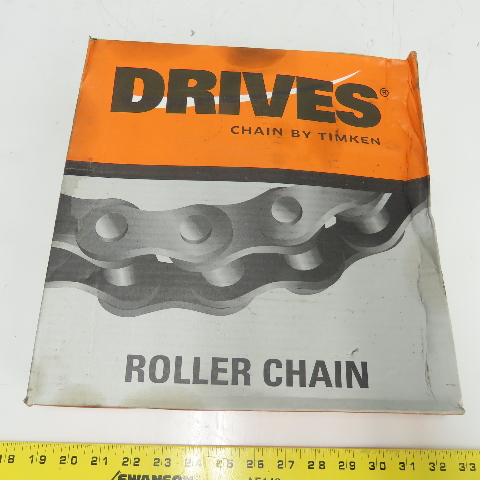 DRIVES®
CHAIN BY TIMKEN
ROLLER CHAIN
18 19 20 21 22 23 24 25 26 27 28 29 30 31 32 33
SWANSON